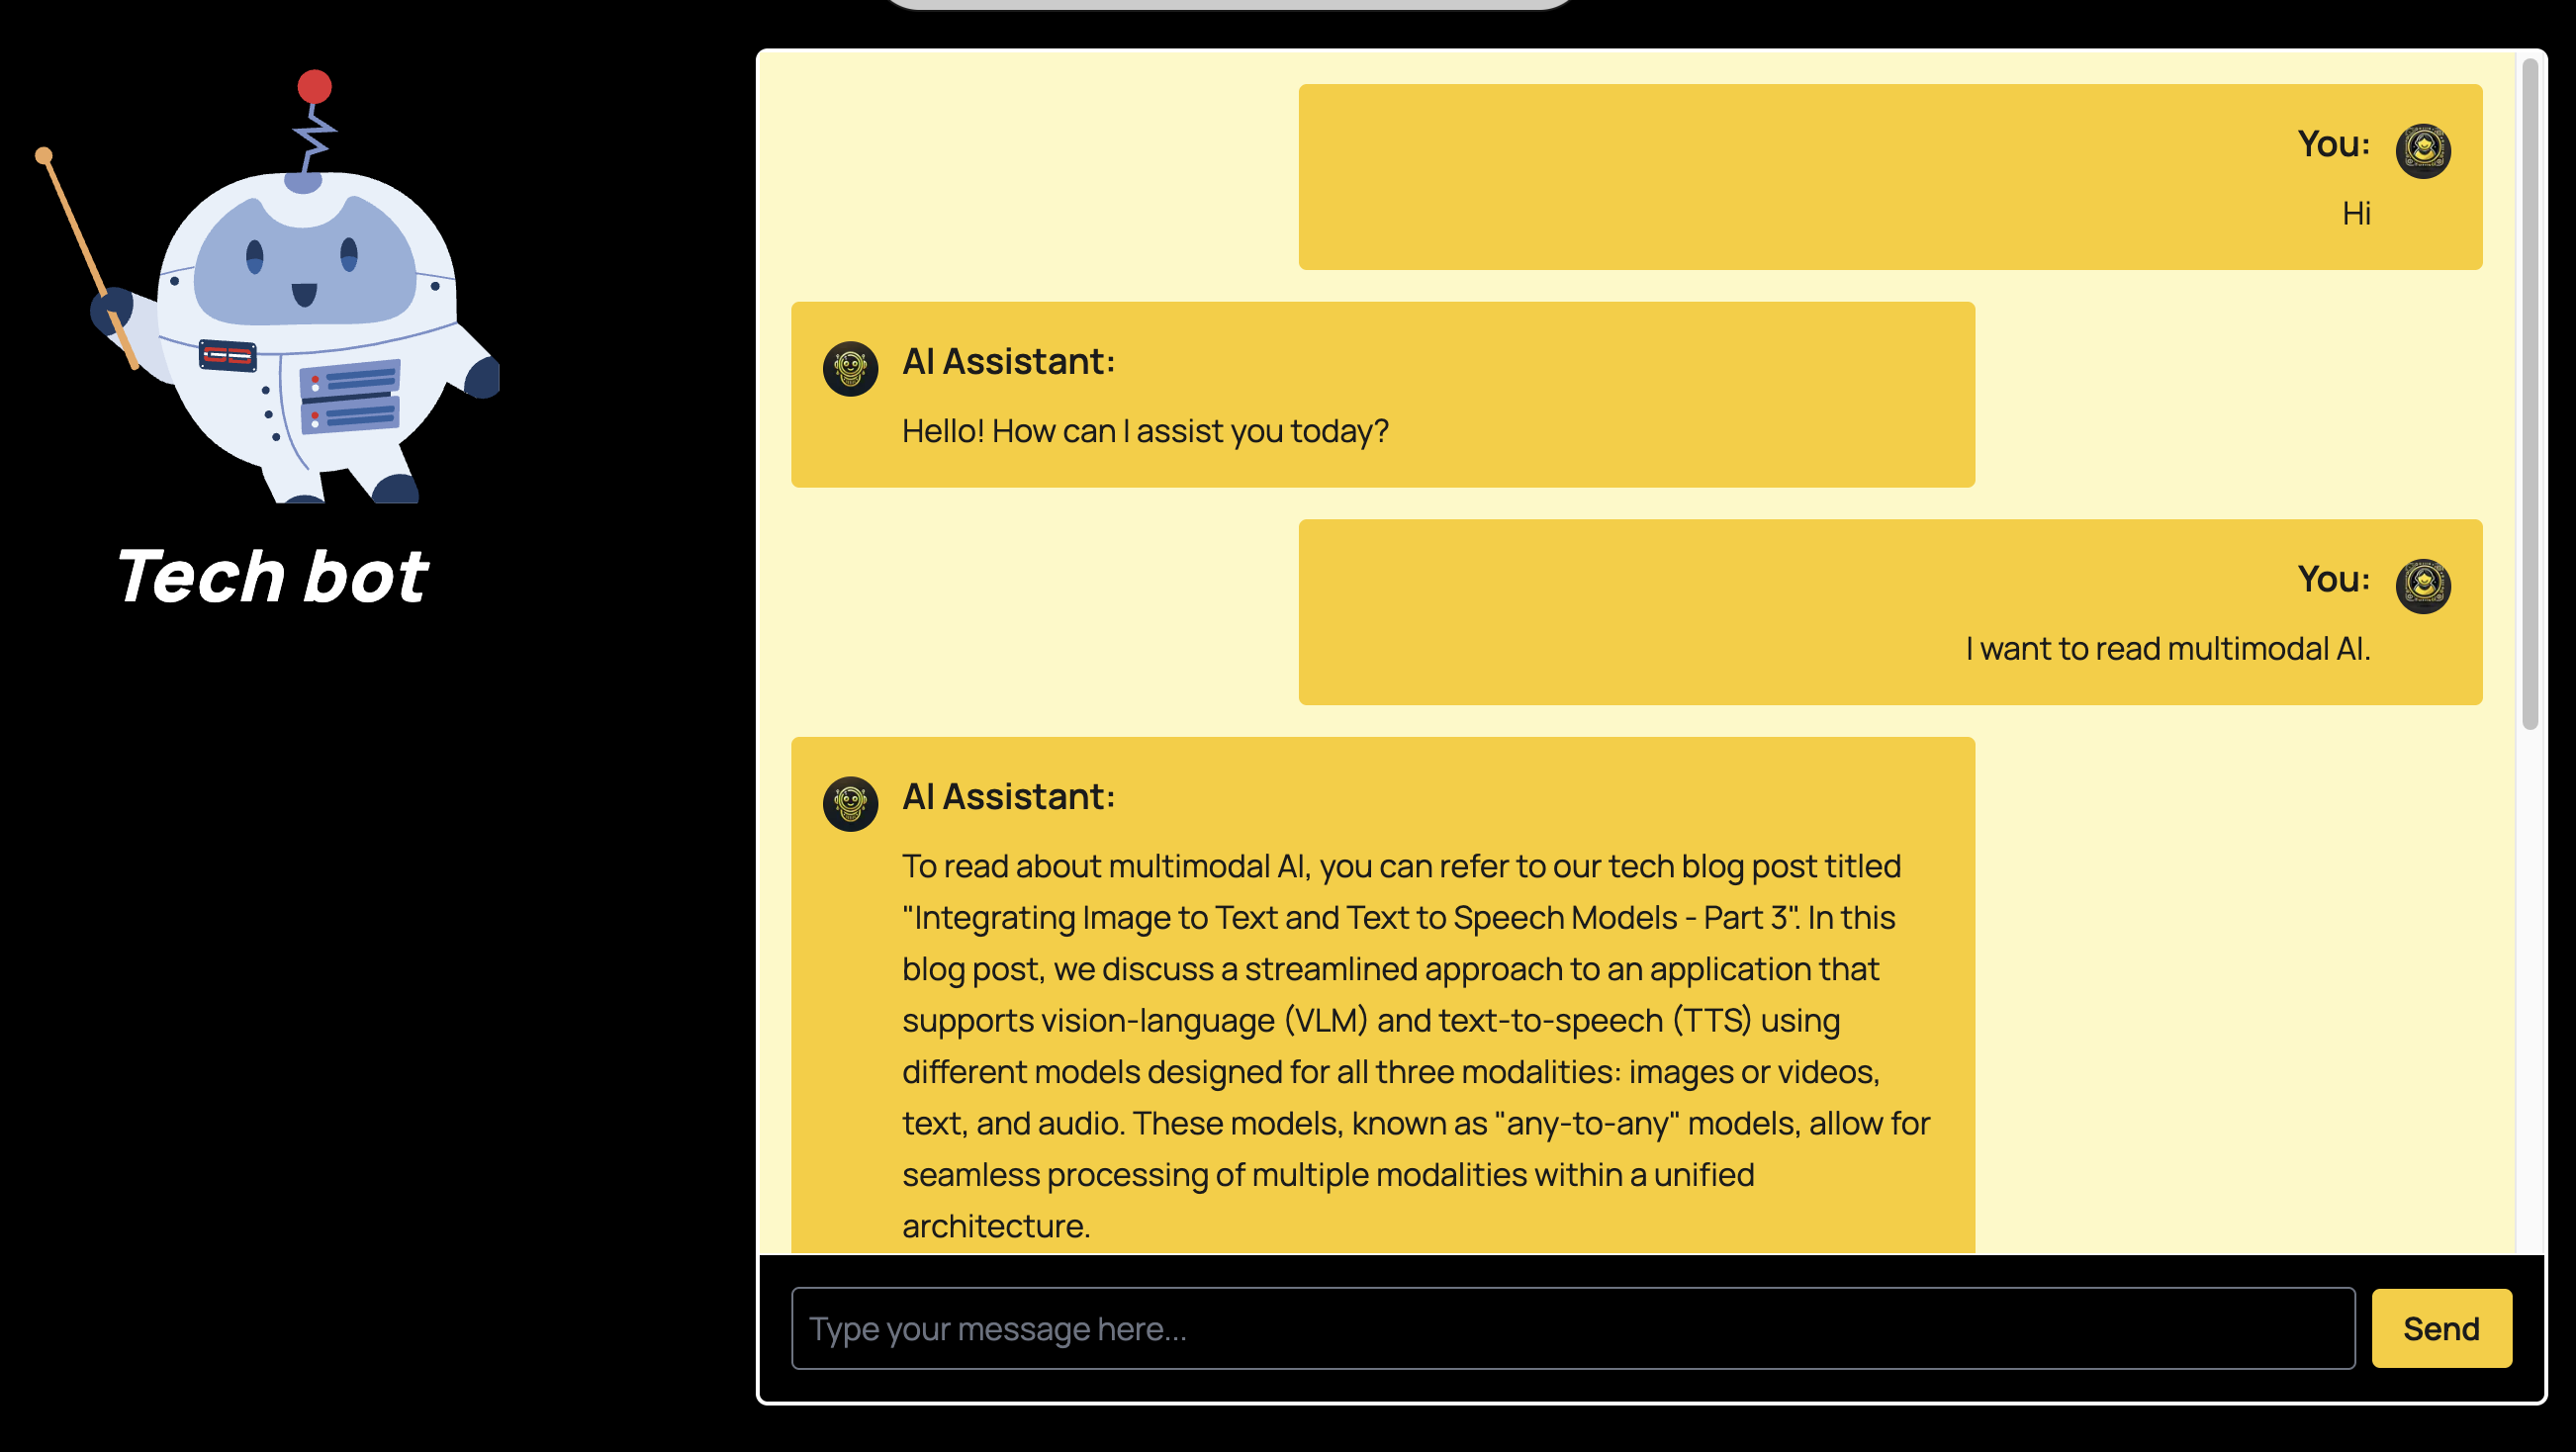 Tech bot
You:
Hi
AI Assistant:
Hello! How can I assist you today?
You:
I want to read multimodal AI.
AI Assistant:
To read about multimodal AI, you can refer to our tech blog post titled
"Integrating Image to Text and Text to Speech Models - Part 3". In this
blog post, we discuss a streamlined approach to an application that
supports vision-language (VLM) and text-to-speech (TTS) using
different models designed for all three modalities: images or videos,
text, and audio. These models, known as "any-to-any" models, allow for
seamless processing of multiple modalities within a unified
architecture.
Type your message here...
Send